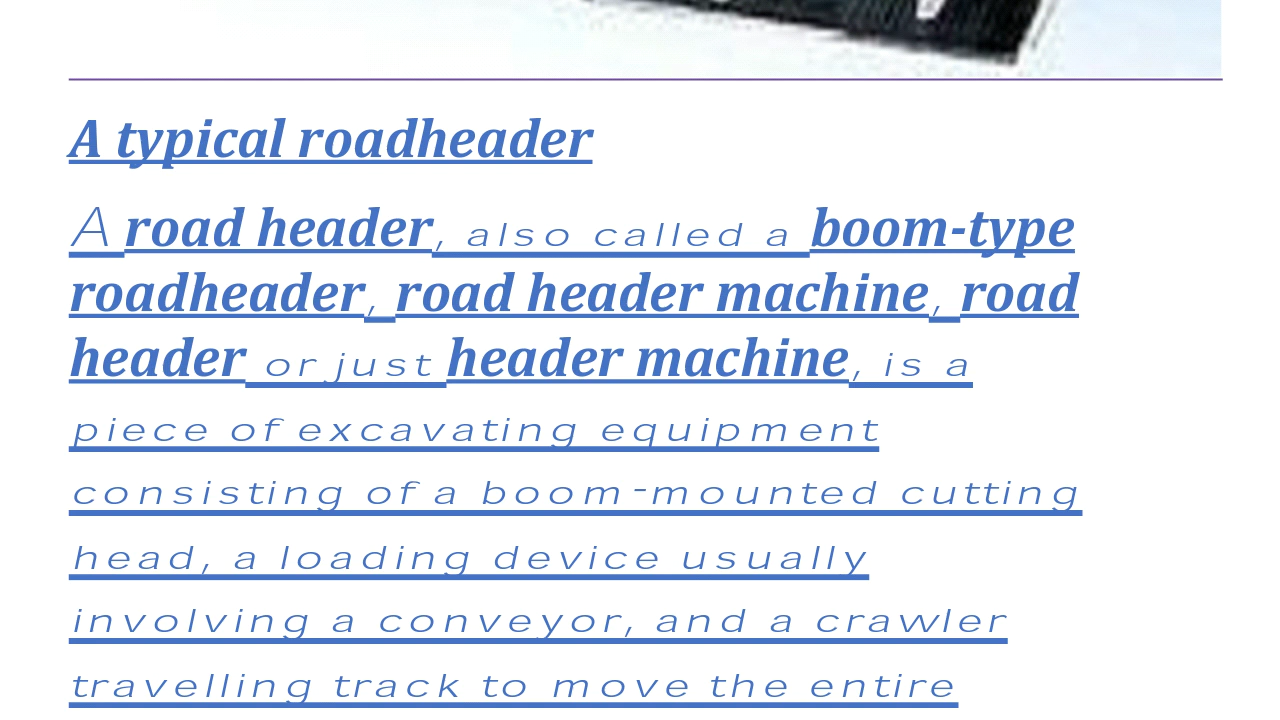 A typical roadheader
A road header, also called a boom-type
roadheader, road header machine, road
header or just header machine, is a
piece of excavating equipment
consisting of a boom-mounted cutting
head, a loading device usually
involving a conveyor, and a crawler
travelling track to move the entire